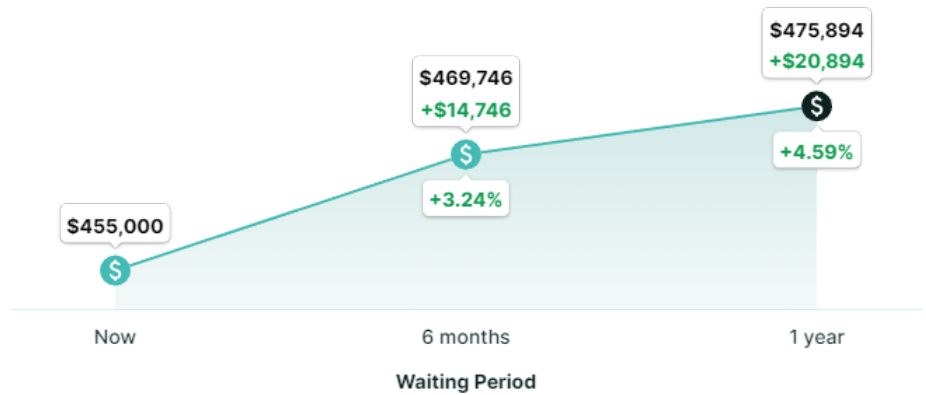 $475,894
+$20,894
$469,746
+$14,746
+4.59%
+3.24%
$455,000
$
$
$
Now
6 months
1 year
Waiting Period